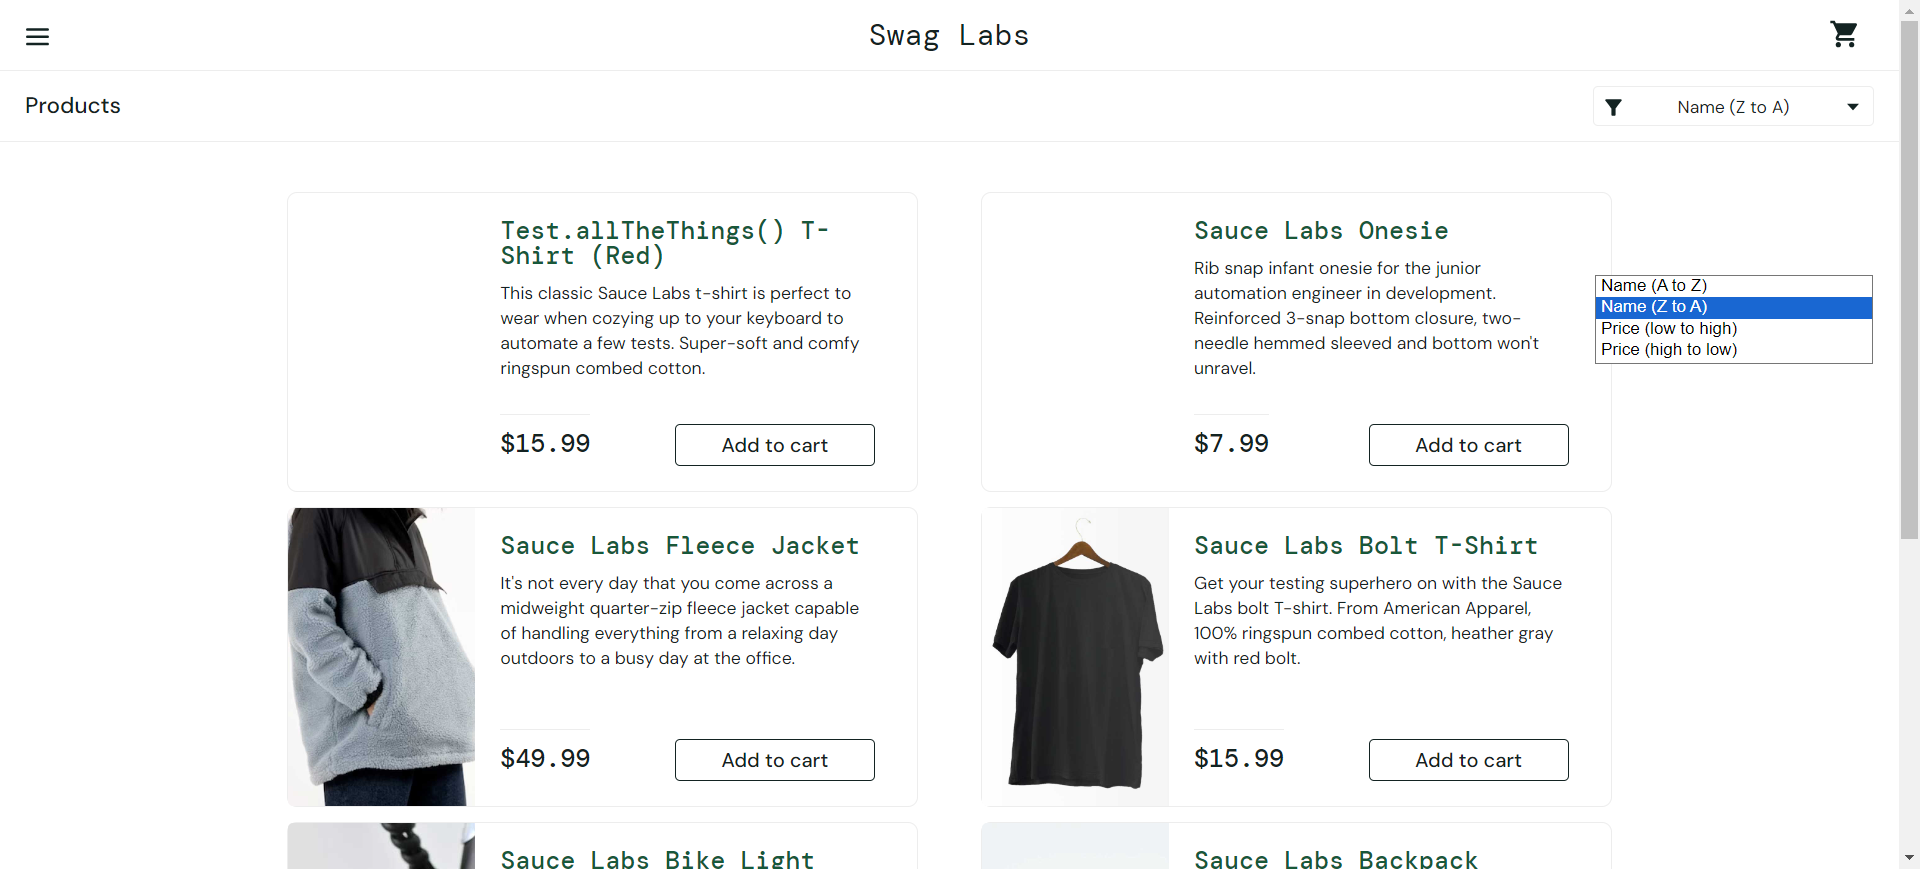 Swag Labs
Products
Name (Z to A)
Name (A to Z)
Name (Z to A)
Price (low to high)
Price (high to low)
Test.allTheThings() T-
Shirt (Red)
This classic Sauce Labs t-shirt is perfect to
wear when cozying up to your keyboard to
automate a few tests. Super-soft and comfy
ringspun combed cotton.
$15.99
Add to cart
Sauce Labs Onesie
Rib snap infant onesie for the junior
automation engineer in development.
Reinforced 3-snap bottom closure, two-
needle hemmed sleeved and bottom won't
unravel.
$7.99
Add to cart
Sauce Labs Fleece Jacket
It's not every day that you come across a
midweight quarter-zip fleece jacket capable
of handling everything from a relaxing day
outdoors to a busy day at the office.
$49.99
Add to cart
Sauce Labs Bolt T-Shirt
Get your testing superhero on with the Sauce
Labs bolt T-shirt. From American Apparel,
100% ringspun combed cotton, heather gray
with red bolt.
$15.99
Add to cart
Sauce Labs Bike Light
Sauce Labs Backpack